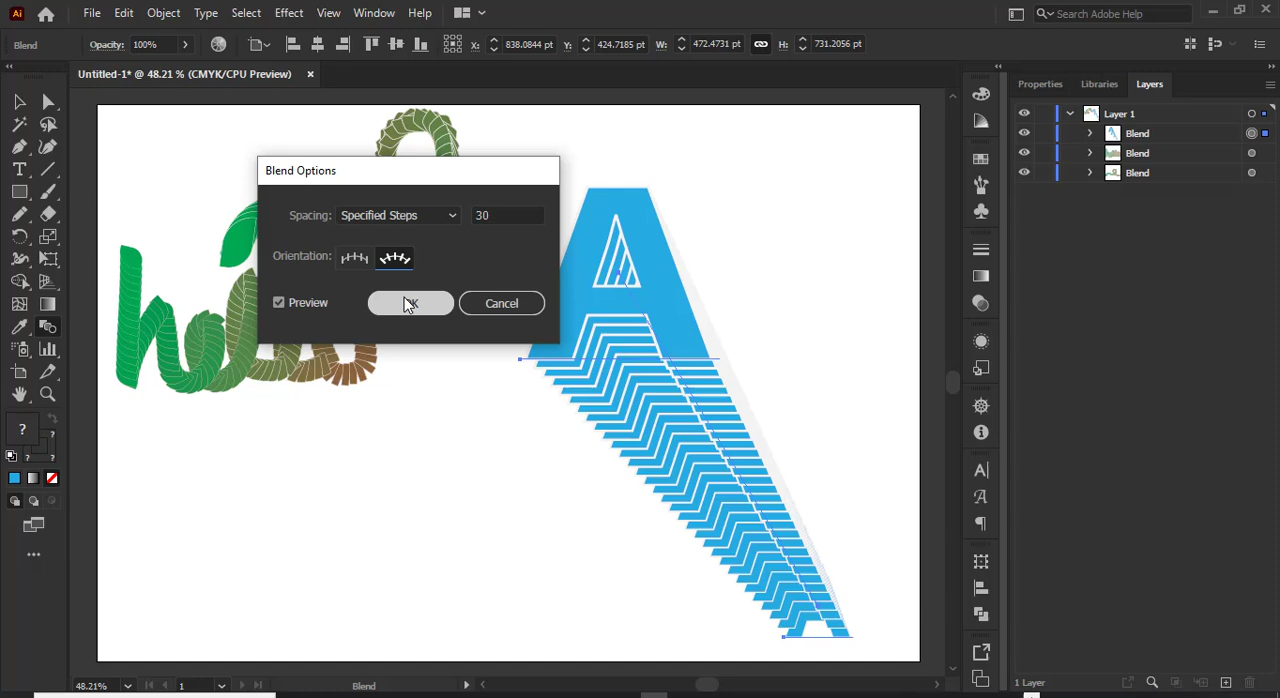 Ai File Edit Object Type Select Effect View Window Help Search Adobe Help
Blend Opacity: 100% X: 838.0844 pt Y: 424.7185 pt W: 472.4731 pt H: 731.2056 pt
Untitled-1* @ 48.21 % (CMYK/CPU Preview)
Properties Libraries Layers
Layer 1
Blend
Blend
Blend
Blend Options
Spacing: Specified Steps 30
Orientation:
Preview Cancel
A
48.21% 1 Blend 1 Layer